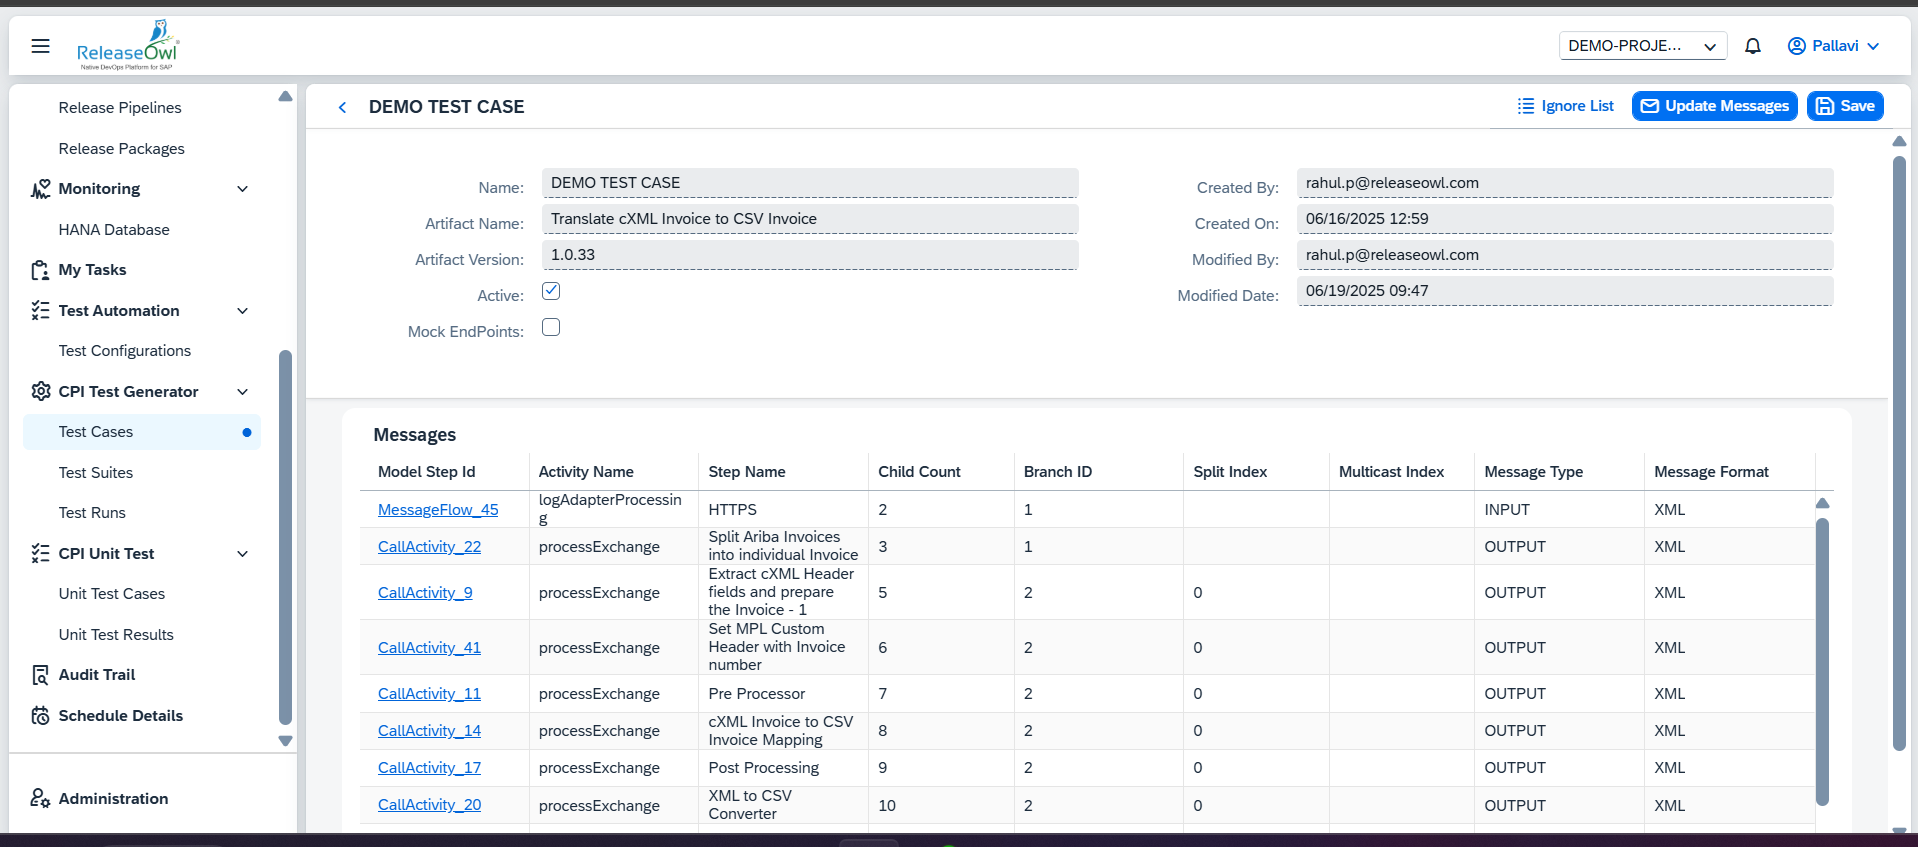 ReleaseOwl
Native DevOps Platform for SAP
DEMO-PROJE...
Pallavi
Release Pipelines
Release Packages
Monitoring
HANA Database
My Tasks
Test Automation
Test Configurations
CPI Test Generator
Test Cases
Test Suites
Test Runs
CPI Unit Test
Unit Test Cases
Unit Test Results
Audit Trail
Schedule Details
Administration
DEMO TEST CASE
Ignore List
Update Messages
Save
Name: DEMO TEST CASE
Artifact Name: Translate cXML Invoice to CSV Invoice
Artifact Version: 1.0.33
Active:
Mock EndPoints:
Created By: rahul.p@releaseowl.com
Created On: 06/16/2025 12:59
Modified By: rahul.p@releaseowl.com
Modified Date: 06/19/2025 09:47
Messages
Model Step Id Activity Name Step Name Child Count Branch ID Split Index Multicast Index Message Type Message Format
MessageFlow_45 logAdapterProcessin
g HTTPS 2 1 INPUT XML
CallActivity_22 processExchange Split Ariba Invoices
into individual Invoice 3 1 OUTPUT XML
CallActivity_9 processExchange Extract cXML Header
fields and prepare
the Invoice - 1 5 2 0 OUTPUT XML
CallActivity_41 processExchange Set MPL Custom
Header with Invoice
number 6 2 0 OUTPUT XML
CallActivity_11 processExchange Pre Processor 7 2 0 OUTPUT XML
CallActivity_14 processExchange cXML Invoice to CSV
Invoice Mapping 8 2 0 OUTPUT XML
CallActivity_17 processExchange Post Processing 9 2 0 OUTPUT XML
CallActivity_20 processExchange XML to CSV
Converter 10 2 0 OUTPUT XML